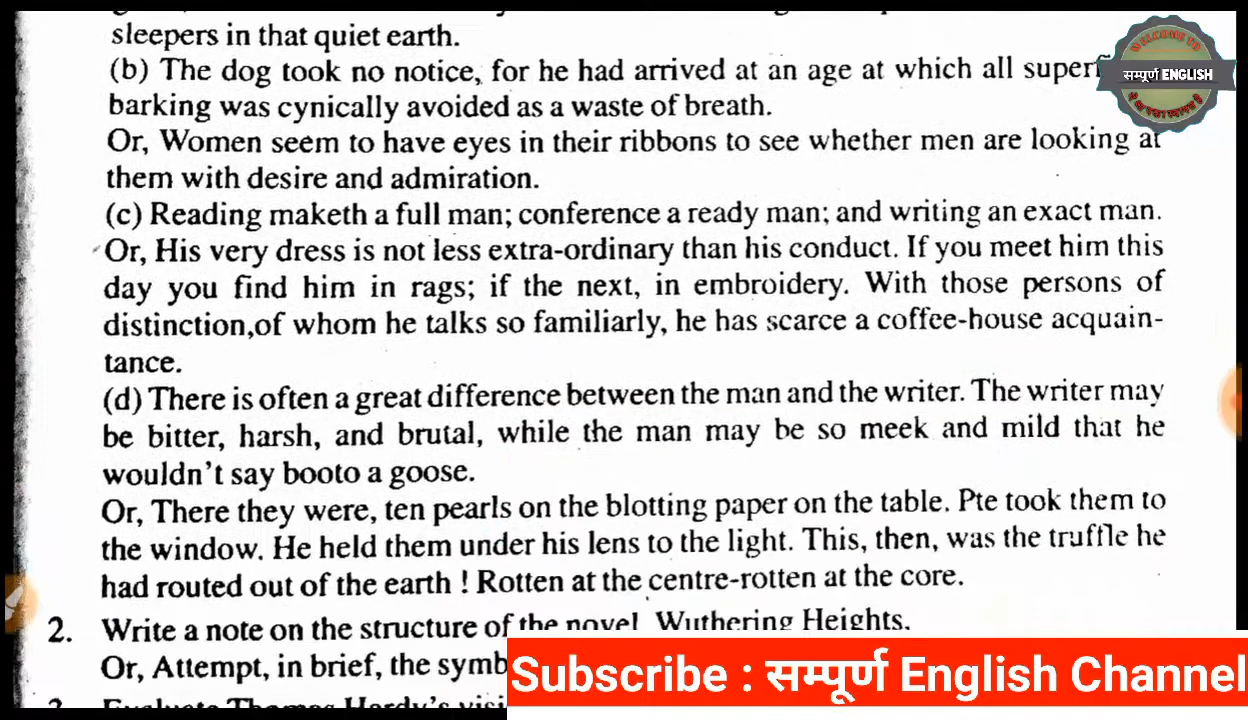 sleepers in that quiet earth.
(b) The dog took no notice, for he had arrived at an age at which all superf
barking was cynically avoided as a waste of breath.
Or, Women seem to have eyes in their ribbons to see whether men are looking at
them with desire and admiration.
(c) Reading maketh a full man; conference a ready man; and writing an exact man.
Or, His very dress is not less extra-ordinary than his conduct. If you meet him this
day you find him in rags; if the next, in embroidery. With those persons of
distinction,of whom he talks so familiarly, he has scarce a coffee-house acquain-
tance.
(d) There is often a great difference between the man and the writer. The writer may
be bitter, harsh, and brutal, while the man may be so meek and mild that he
wouldn't say booto a goose.
Or, There they were, ten pearls on the blotting paper on the table. Pte took them to
the window. He held them under his lens to the light. This, then, was the truffle he
had routed out of the earth ! Rotten at the centre-rotten at the core.
2. Write a note on the structure of the novel, Wuthering Heights.
Or, Attempt, in brief, the symb
Evaluate Thomas Hardy's visi
WELCOME TO
सम्पूर्ण ENGLISH
Subscribe : सम्पूर्ण English Channel